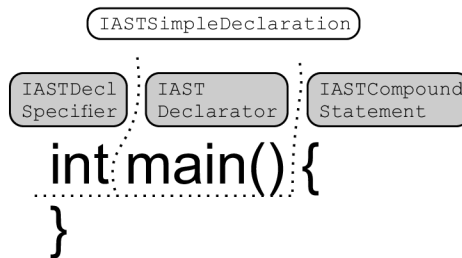 IASTSimpleDeclaration
IASTDecl
Specifier
IAST
Declarator
IASTCompound
Statement
int main() {
}